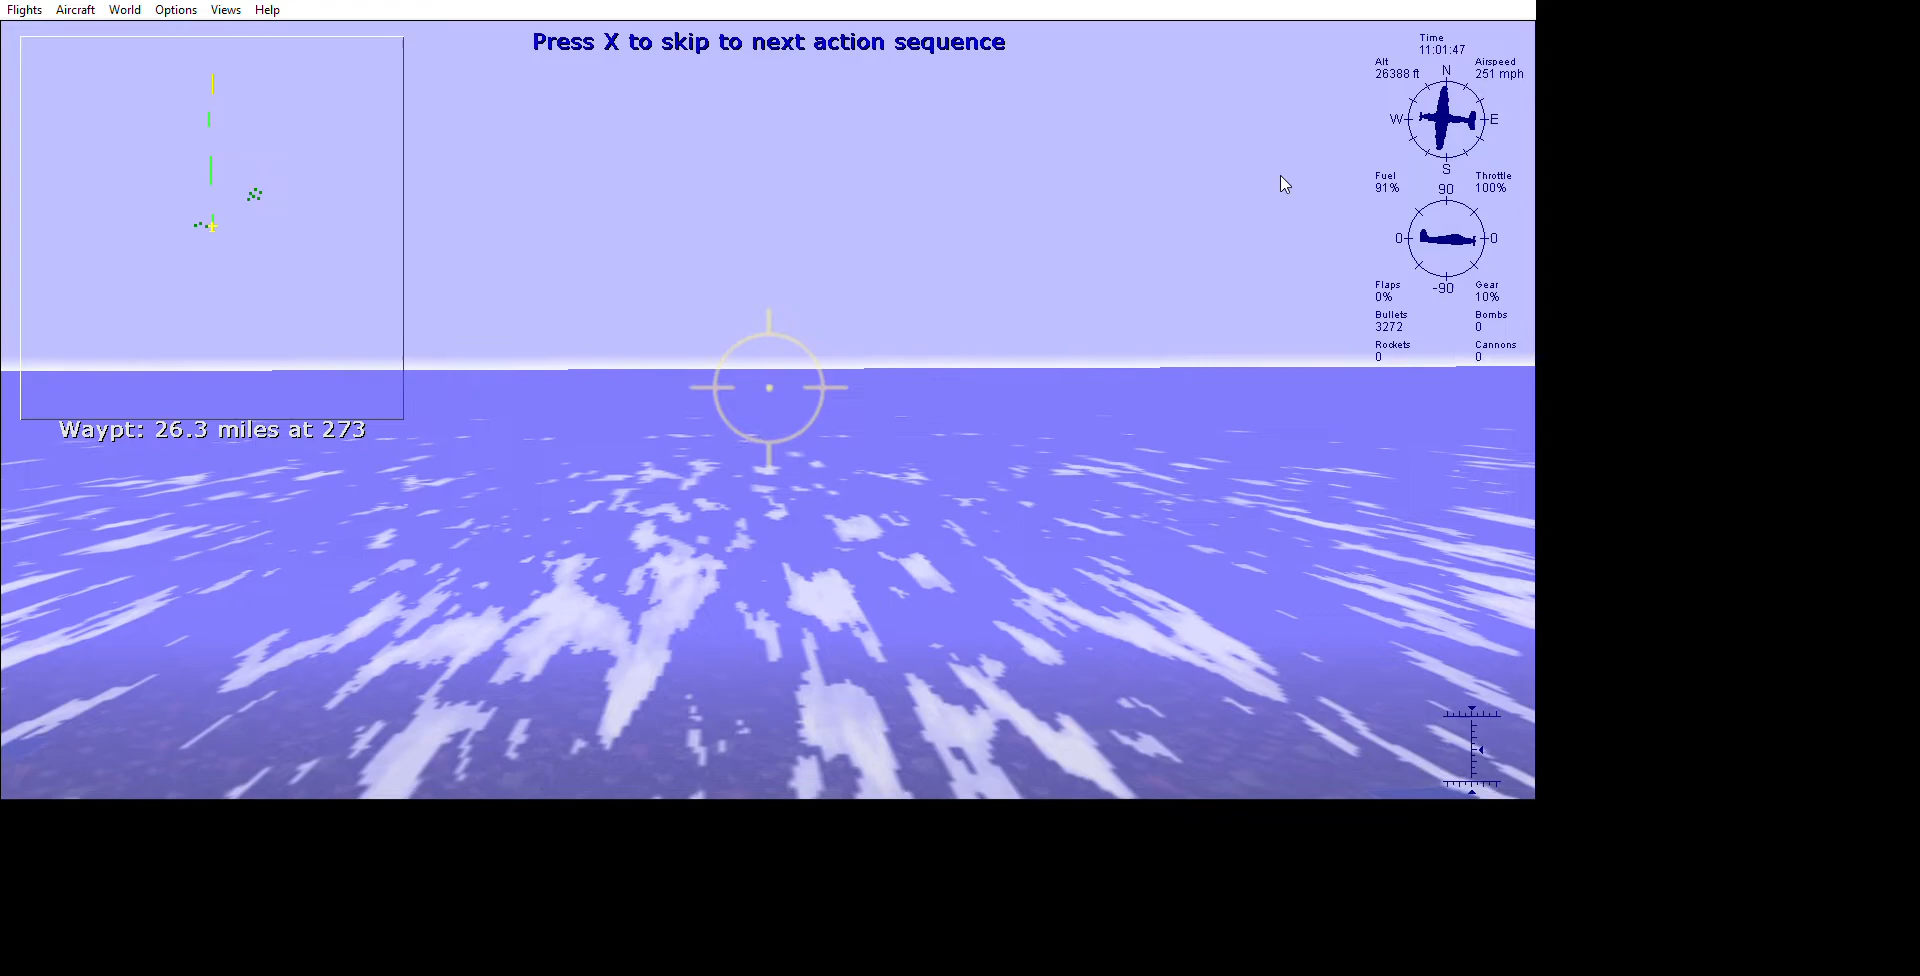 Flights Aircraft World Options Views Help
Press X to skip to next action sequence
Time
11:01:47
Alt
26388 ft
Airspeed
251 mph
N
W
E
S
Fuel
91%
Throttle
100%
90
0
0
-90
Flaps
0%
Gear
10%
Bullets
3272
Bombs
0
Rockets
0
Cannons
0
Waypt: 26.3 miles at 273